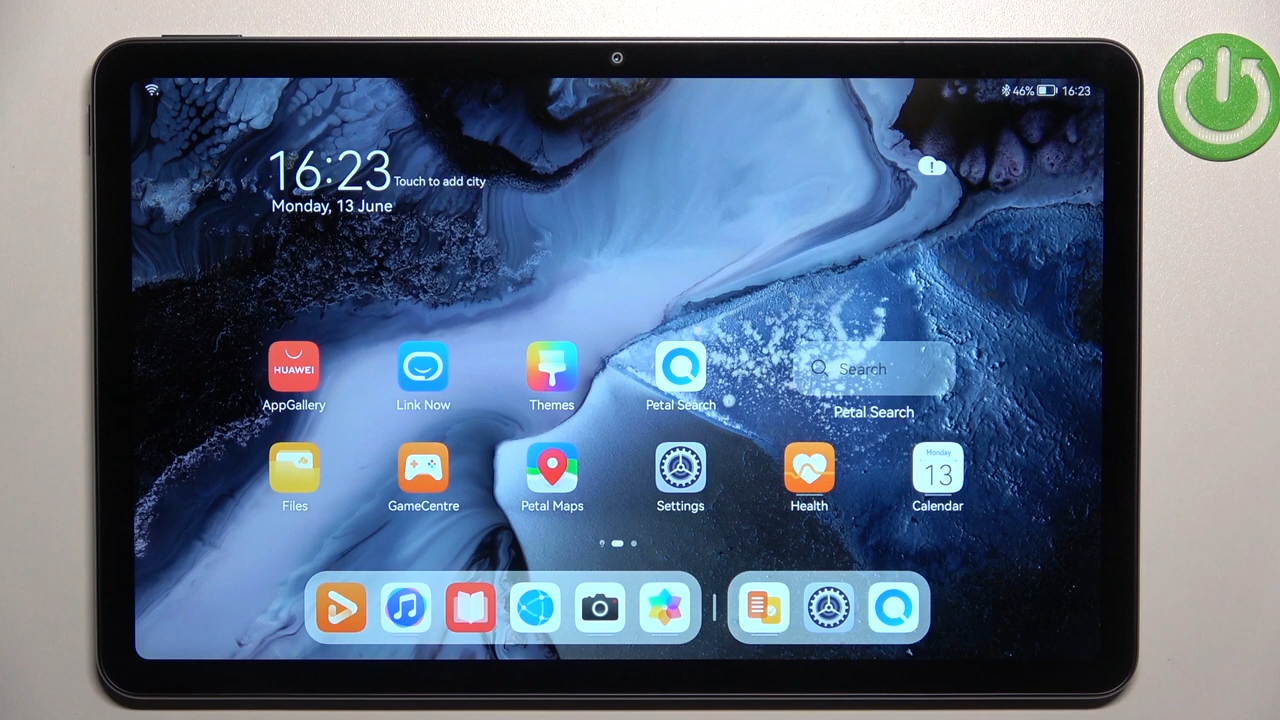 46% 16:23
16:23 Touch to add city
Monday, 13 June
!
HUAWEI
Search
AppGallery Link Now Themes Petal Search Petal Search
Monday
13
Files GameCentre Petal Maps Settings Health Calendar